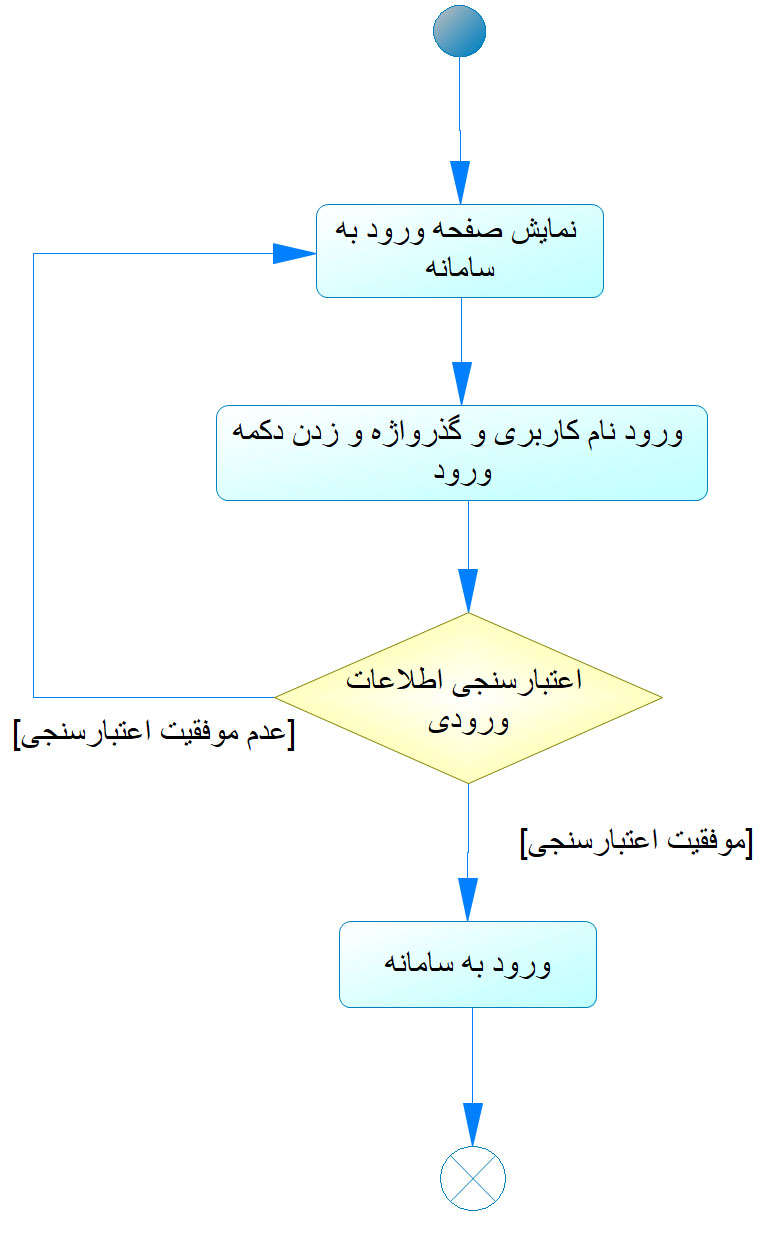 نمایش صفحه ورود به
سامانه
ورود نام کاربری و گذرواژه و زدن دکمه
ورود
اعتبارسنجی اطلاعات
ورودی
[عدم موفقیت اعتبارسنجی]
[موفقیت اعتبارسنجی]
ورود به سامانه